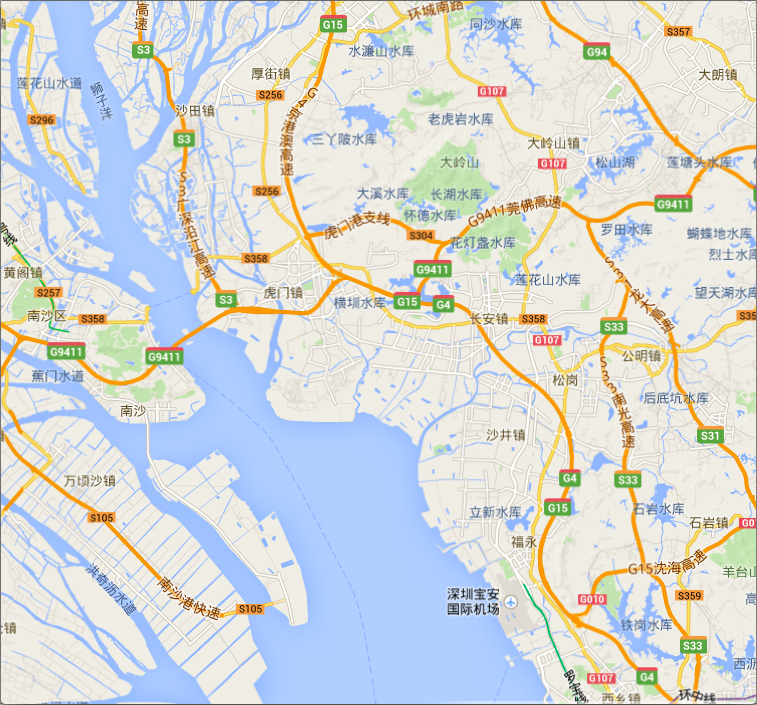 高速
G15
环城南路
同沙水库
S357
S3
水濂山水库
G94
厚街镇
大朗镇
莲花山水道
狮子洋
S256
G107
G4京港澳高速
沙田镇
S296
老虎岩水库
S3
三丫陂水库
大岭山镇
大岭山
G107
松山湖
莲塘头水库
S3广深沿江高速
S256
大溪水库
长湖水库
怀德水库
G9411莞佛高速
G9411
虎门港支线
S304
花灯盏水库
罗田水库
蝴蝶地水库
烈士水库
S358
黄阁镇
G9411
莲花山水库
S31龙大高速
望天湖水库
S257
虎门镇
S3
横圳水库
G15
G4
南沙区
S358
长安镇
S358
S33
G107
G9411
G9411
公明镇
蕉门水道
松岗
S33南光高速
后底坑水库
南沙
沙井镇
S31
万顷沙镇
G4
S33
G15
立新水库
石岩水库
S105
石岩镇
福永
洪奇沥水道
南沙港快速
S105
深圳宝安
国际机场
G15沈海高速
羊台山
G010
S359
铁岗水库
S33
罗宝线
G107
G4
西乡镇
环中线